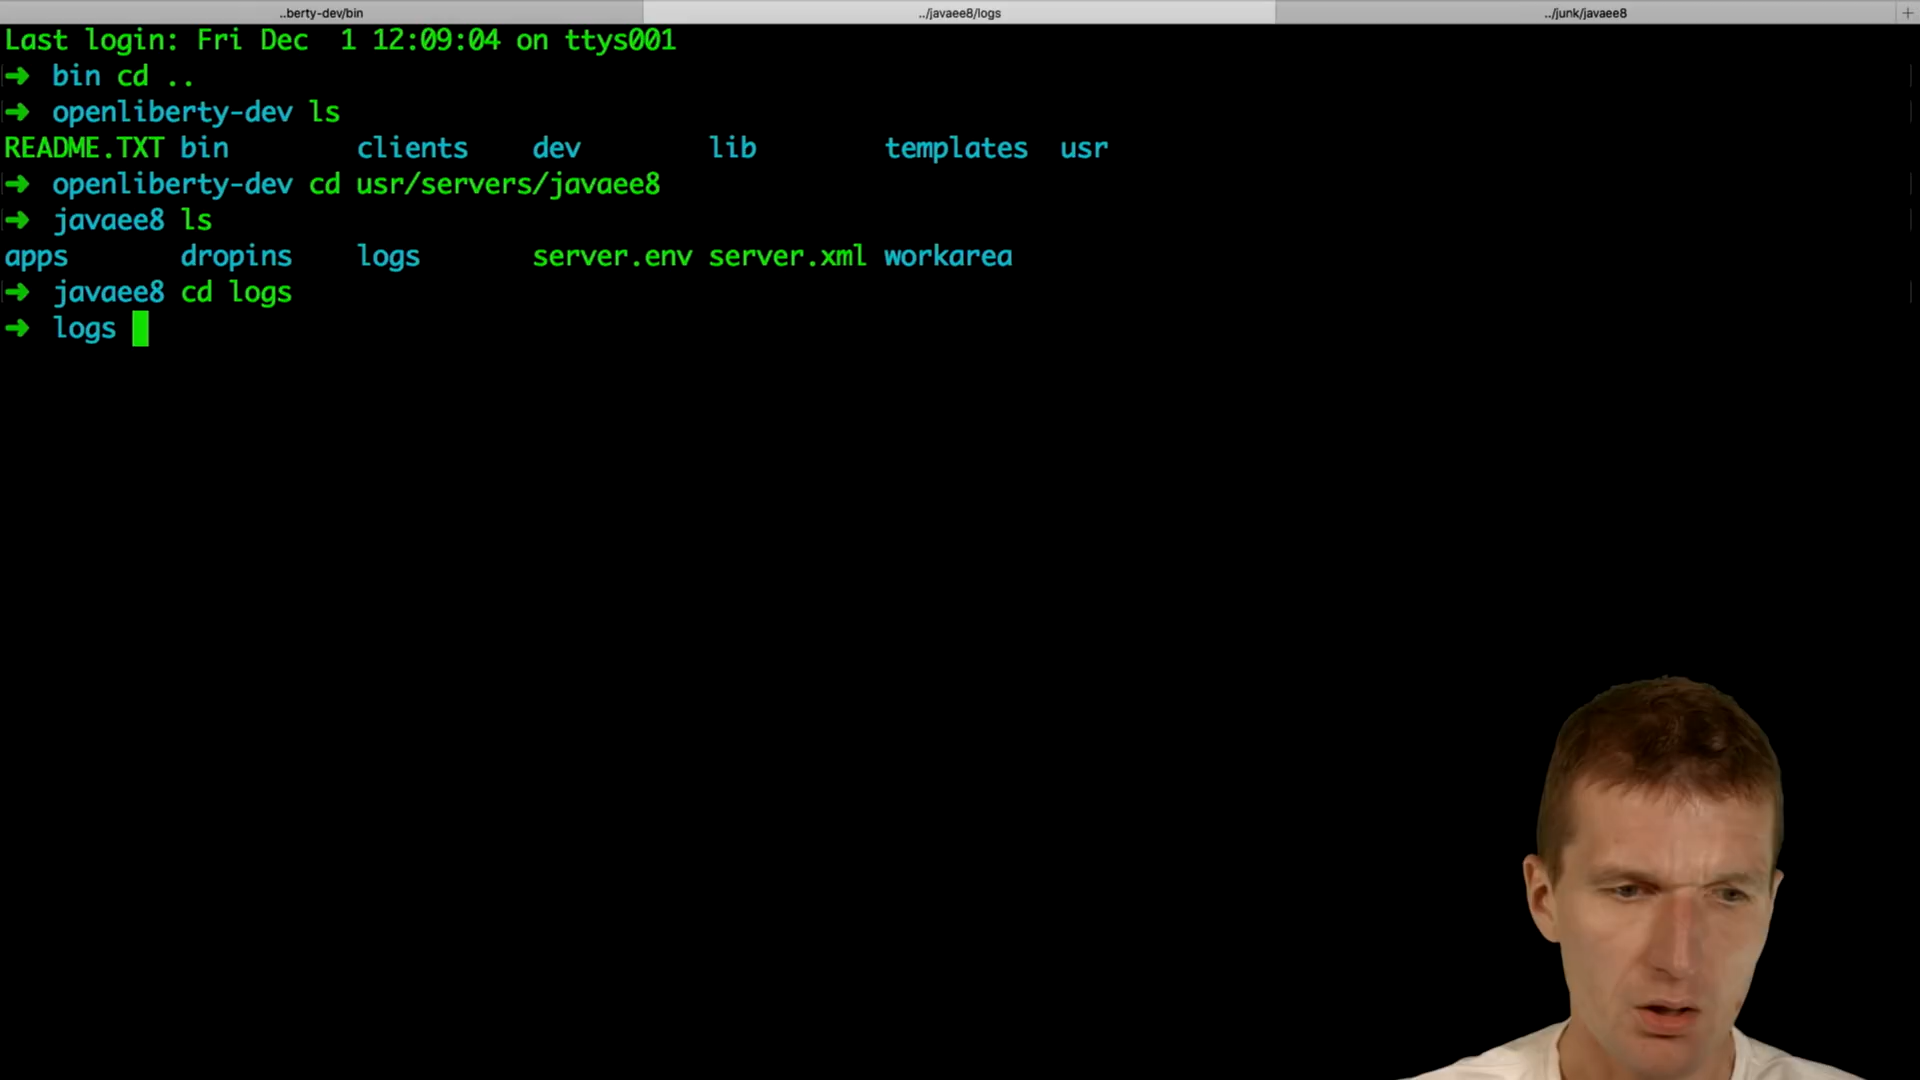 ..berty-dev/bin ../javaee8/logs ../junk/javaee8 +
Last login: Fri Dec  1 12:09:04 on ttys001
➜  bin cd ..
➜  openliberty-dev ls
README.TXT bin        clients    dev        lib        templates  usr
➜  openliberty-dev cd usr/servers/javaee8
➜  javaee8 ls
apps       dropins    logs       server.env server.xml workarea
➜  javaee8 cd logs
➜  logs